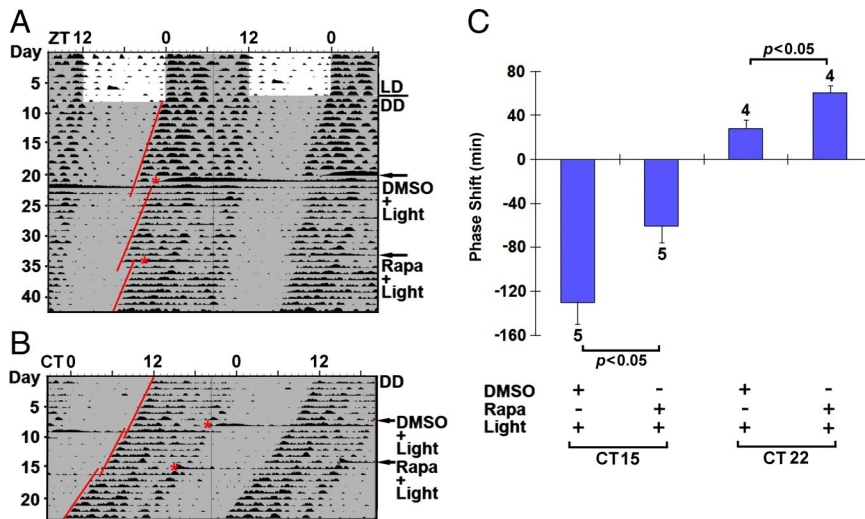 A
ZT 12 0 12 0
Day
5
10
15
20
25
30
35
40
LD
DD
DMSO
+
Light
Rapa
+
Light
*
*
B
CT 0 12 0 12
Day
5
10
15
20
DD
DMSO
+
Light
Rapa
+
Light
*
*
C
Phase Shift (min)
80
40
0
-40
-80
-120
-160
p<0.05
4 4
5 5
p<0.05
DMSO + - + -
Rapa - + - +
Light + + + +
CT15 CT22